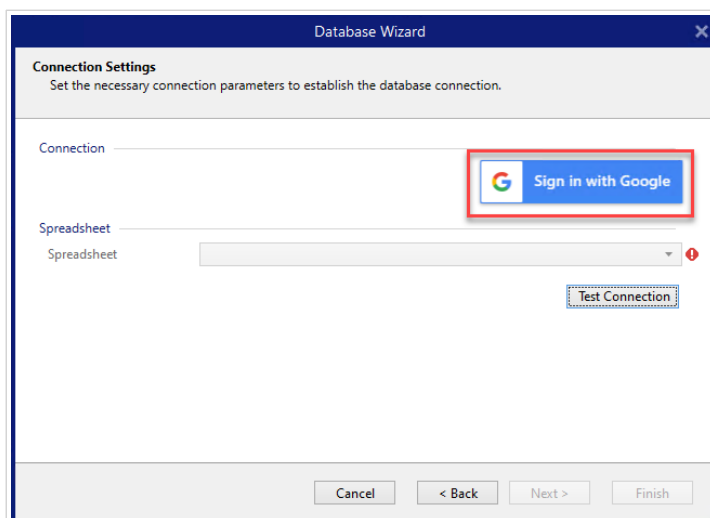 Database Wizard
Connection Settings
Set the necessary connection parameters to establish the database connection.
Connection
Sign in with Google
Spreadsheet
Spreadsheet
Test Connection
Cancel
< Back
Next >
Finish